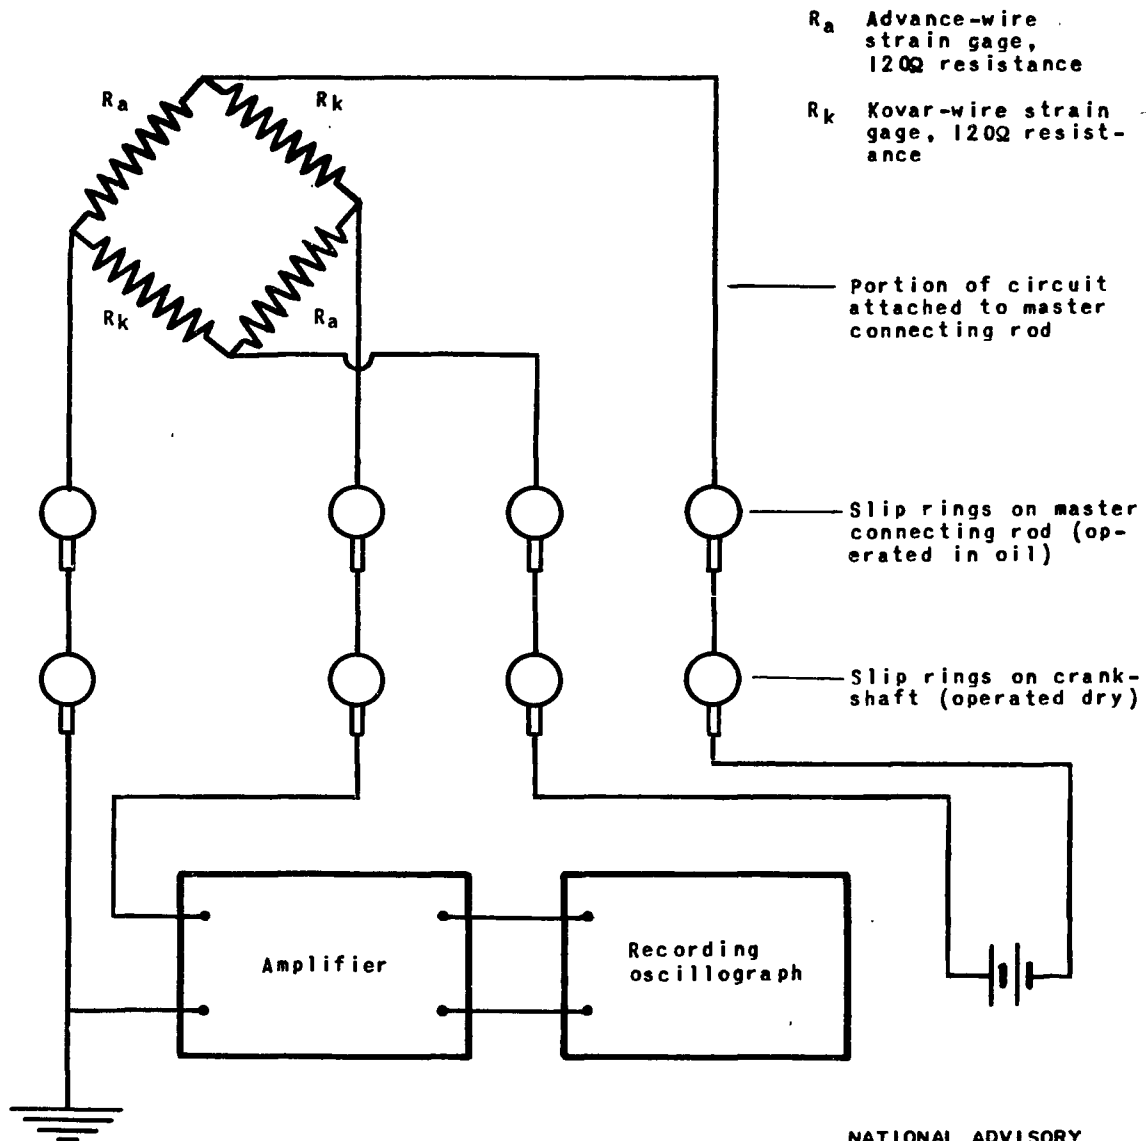 Ra Advance-wire
strain gage,
120Ω resistance
Rk Kovar-wire strain
gage, 120Ω resist-
ance
Ra
Rk
Rk
Ra
Portion of circuit
attached to master
connecting rod
Slip rings on master
connecting rod (op-
erated in oil)
Slip rings on crank-
shaft (operated dry)
Amplifier
Recording
oscillograph
NATIONAL ADVISORY